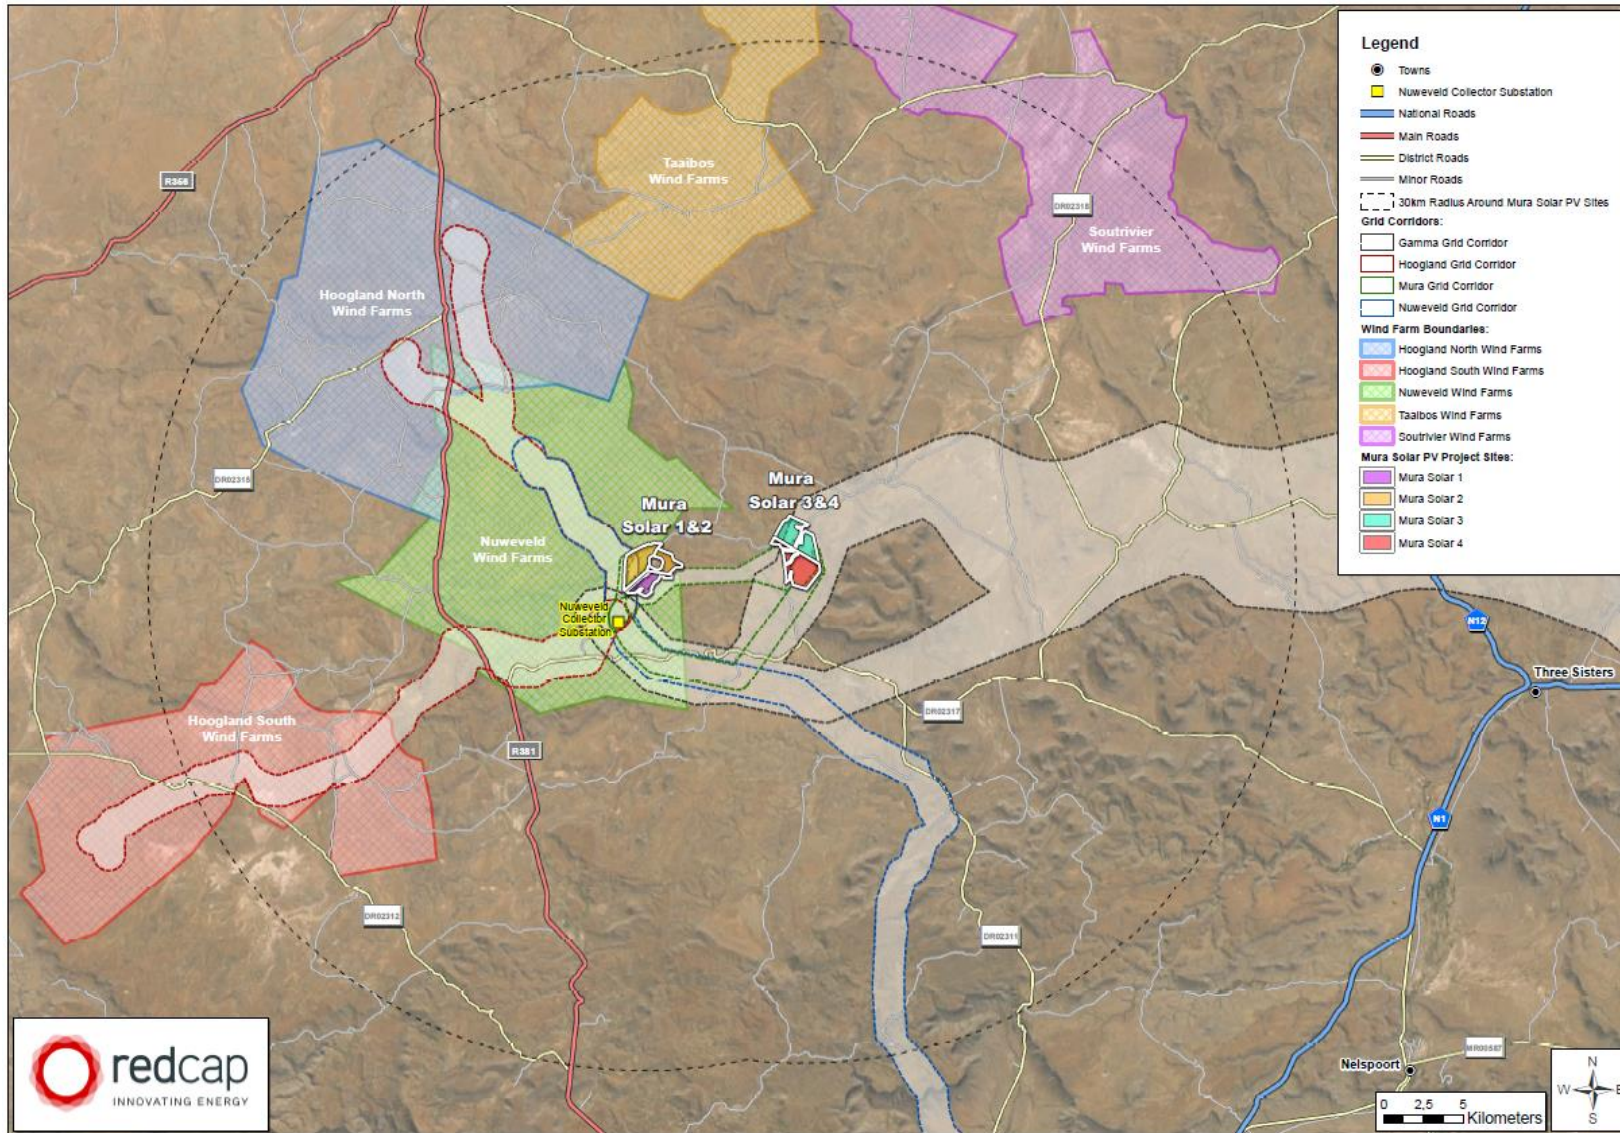 Legend
Towns
Nuweveld Collector Substation
National Roads
Main Roads
District Roads
Minor Roads
30km Radius Around Mura Solar PV Sites
Grid Corridors:
Gamma Grid Corridor
Hoogland Grid Corridor
Mura Grid Corridor
Nuweveld Grid Corridor
Wind Farm Boundaries:
Hoogland North Wind Farms
Hoogland South Wind Farms
Nuweveld Wind Farms
Taaibos Wind Farms
Soutrivier Wind Farms
Mura Solar PV Project Sites:
Mura Solar 1
Mura Solar 2
Mura Solar 3
Mura Solar 4
Taaibos
Wind Farms
R356
DR02316
Soutrivier
Wind Farms
Hoogland North
Wind Farms
DR02315
Mura
Solar 3&4
Mura
Solar 1&2
Nuweveld
Wind Farms
Nuweveld
Collector
Substation
N12
Three Sisters
DR02317
Hoogland South
Wind Farms
R381
N1
DR02312
DR02311
MR00587
Nelspoort
redcap
INNOVATING ENERGY
0 2,5 5
Kilometers
N
W E
S